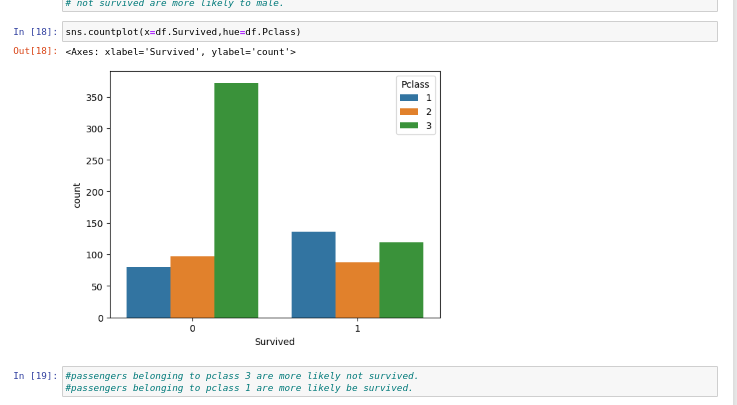 # not survived are more likely to male.
In [18]: sns.countplot(x=df.Survived,hue=df.Pclass)
Out[18]: <Axes: xlabel='Survived', ylabel='count'>
Pclass
1
2
3
350
300
250
200
150
100
50
0
count
0 1
Survived
In [19]: #passengers belonging to pclass 3 are more likely not survived.
#passengers belonging to pclass 1 are more likely be survived.